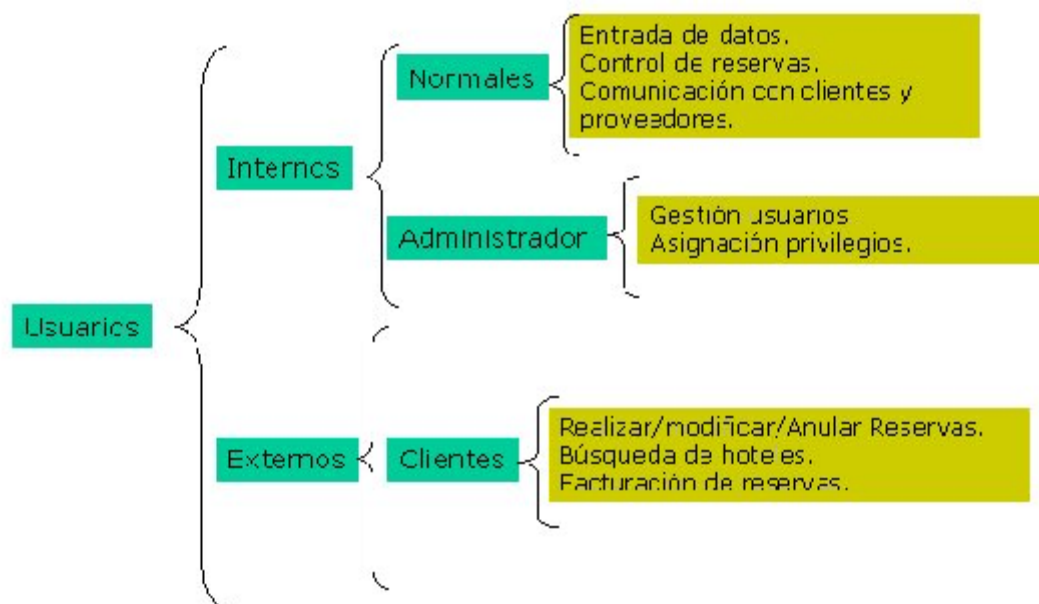 Usuarios
Internos
Normales
Entrada de datos.
Control de reservas.
Comunicación con clientes y
proveedores.
Administrador
Gestión usuarios
Asignación privilegios.
Externos
Clientes
Realizar/modificar/Anular Reservas.
Búsqueda de hoteles.
Facturación de reservas.